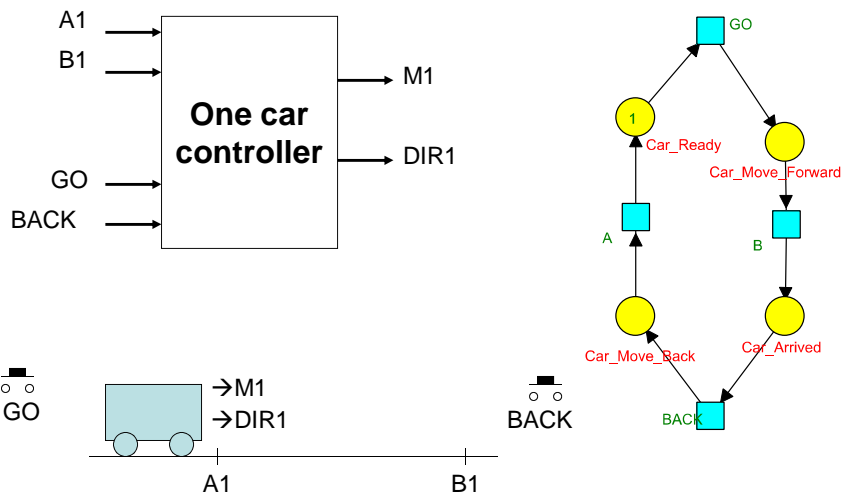 A1
B1
GO
BACK
One car
controller
M1
DIR1
GO
1
Car_Ready
Car_Move_Forward
A
B
Car_Move_Back
Car_Arrived
BACK
GO
→M1
→DIR1
BACK
A1
B1